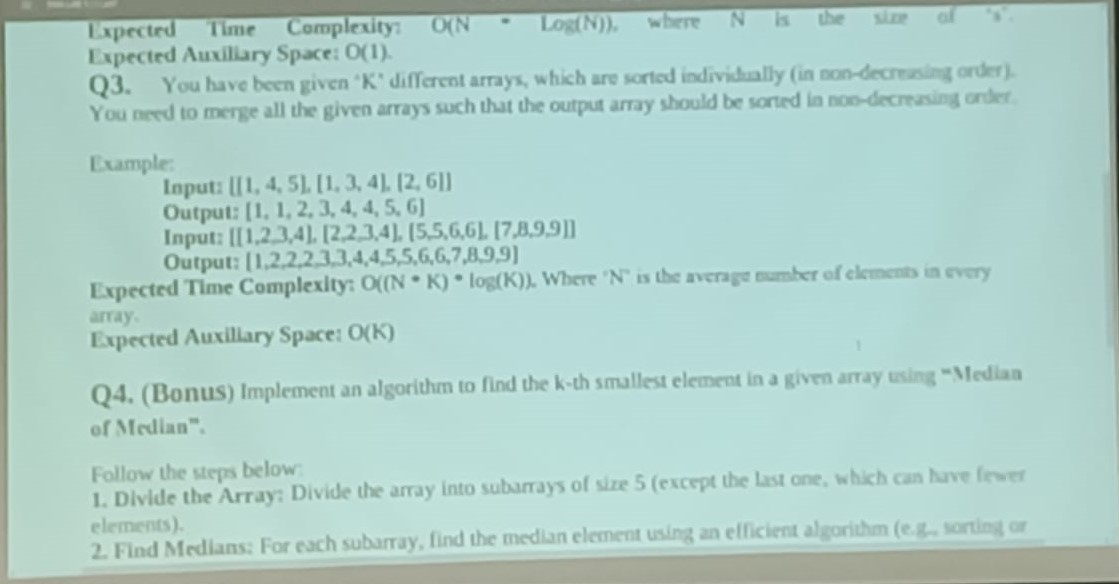 Expected Time Complexity: O(N * Log(N)), where N is the size of 's'.
Expected Auxiliary Space: O(1).
Q3. You have been given 'K' different arrays, which are sorted individually (in non-decreasing order).
You need to merge all the given arrays such that the output array should be sorted in non-decreasing order.
Example:
Input: [[1, 4, 5], [1, 3, 4], [2, 6]]
Output: [1, 1, 2, 3, 4, 4, 5, 6]
Input: [[1,2,3,4], [2,2,3,4], [5,5,6,6], [7,8,9,9]]
Output: [1,2,2,2,3,3,4,4,5,5,6,6,7,8,9,9]
Expected Time Complexity: O((N * K) * log(K)), Where 'N' is the average number of elements in every
array.
Expected Auxiliary Space: O(K)
Q4. (Bonus) Implement an algorithm to find the k-th smallest element in a given array using "Median
of Median".
Follow the steps below:
1. Divide the Array: Divide the array into subarrays of size 5 (except the last one, which can have fewer
elements).
2. Find Medians: For each subarray, find the median element using an efficient algorithm (e.g., sorting or